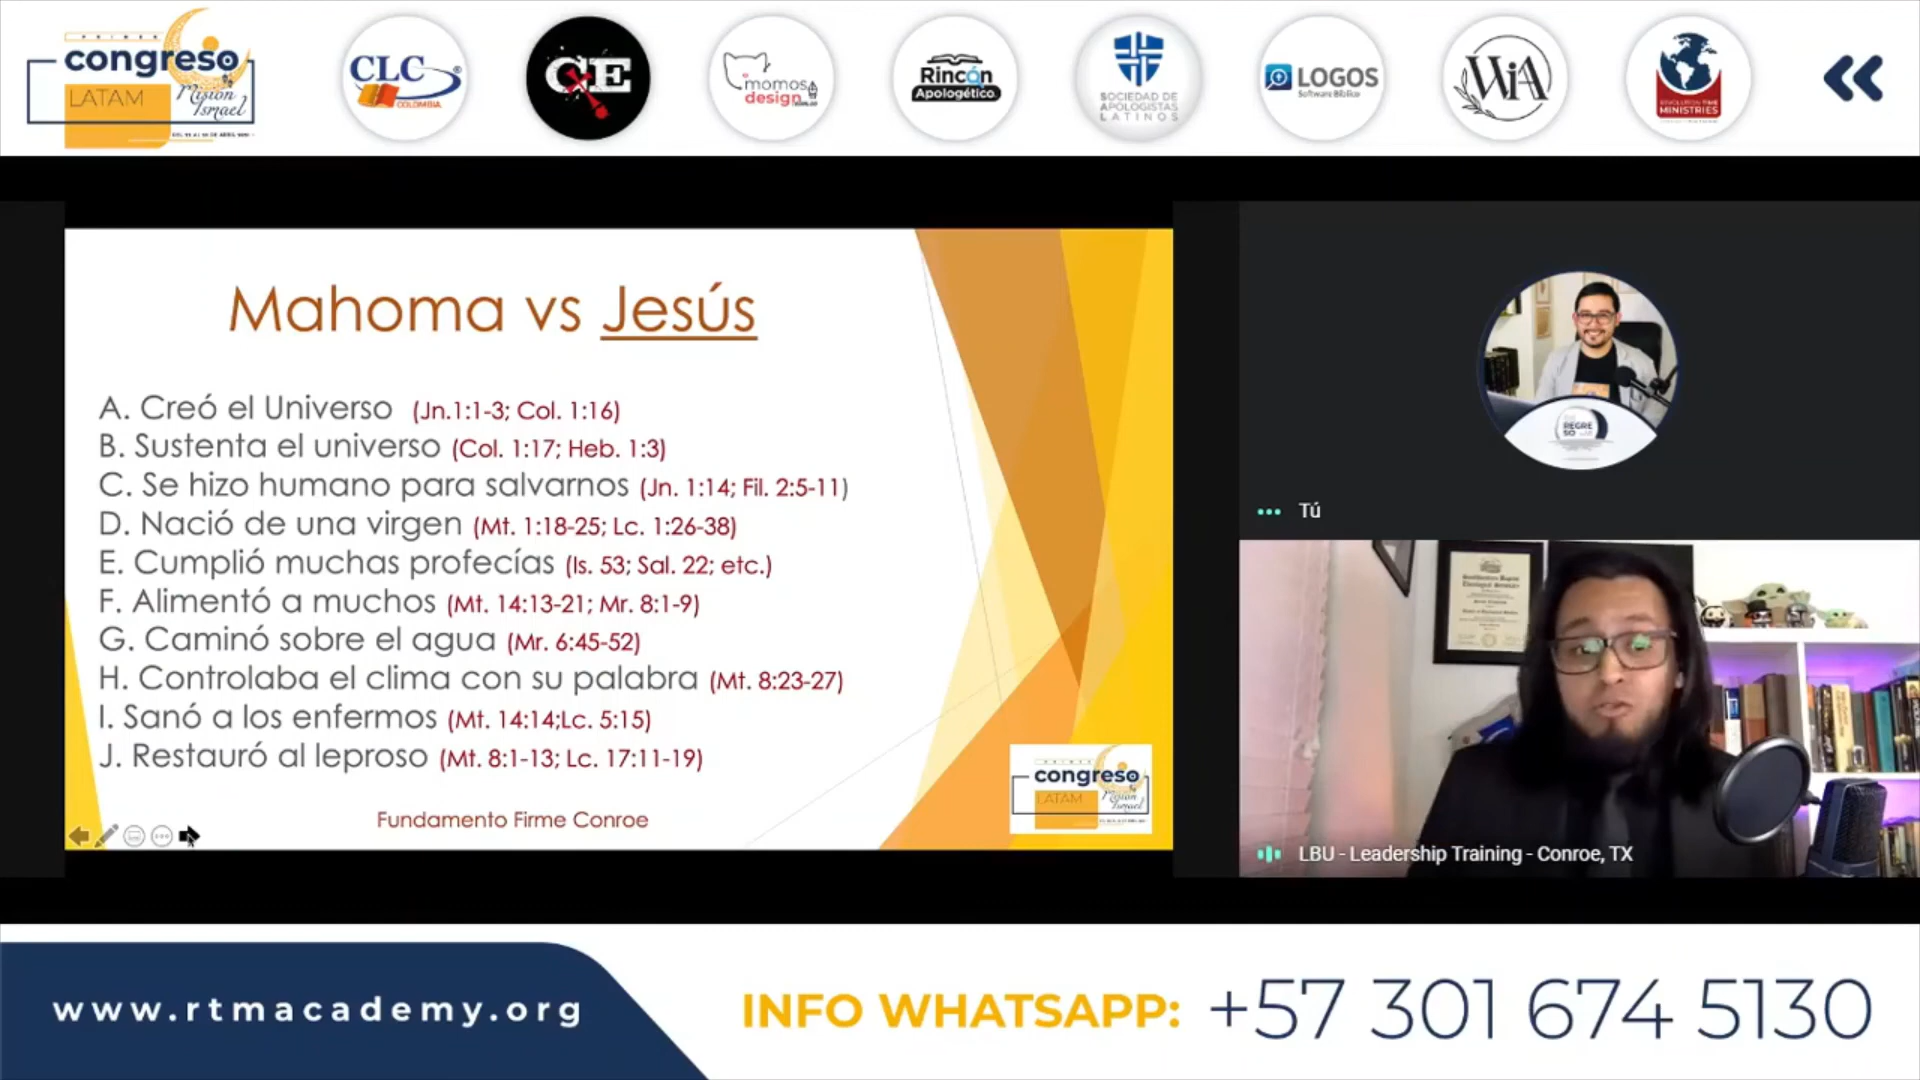 PRIMER
congreso
LATAM
Misión
Ismael
CLC®
COLOMBIA
CE
momos
design
Rincón
Apologético
SOCIEDAD DE
APOLOGISTAS
LATINOS
LOGOS
Software Bíblico
WiA
REVOLUTION TIME
MINISTRIES
Mahoma vs Jesús
A. Creó el Universo (Jn.1:1-3; Col. 1:16)
B. Sustenta el universo (Col. 1:17; Heb. 1:3)
C. Se hizo humano para salvarnos (Jn. 1:14; Fil. 2:5-11)
D. Nació de una virgen (Mt. 1:18-25; Lc. 1:26-38)
E. Cumplió muchas profecías (Is. 53; Sal. 22; etc.)
F. Alimentó a muchos (Mt. 14:13-21; Mr. 8:1-9)
G. Caminó sobre el agua (Mr. 6:45-52)
H. Controlaba el clima con su palabra (Mt. 8:23-27)
I. Sanó a los enfermos (Mt. 14:14;Lc. 5:15)
J. Restauró al leproso (Mt. 8:1-13; Lc. 17:11-19)
Fundamento Firme Conroe
congreso
LATAM
Misión
Ismael
REGRE
SO
Tú
LBU - Leadership Training - Conroe, TX
www.rtmacademy.org
INFO WHATSAPP: +57 301 674 5130